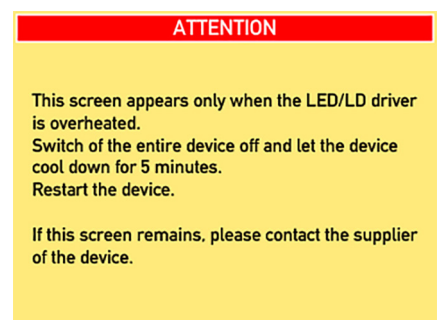 ATTENTION
This screen appears only when the LED/LD driver
is overheated.
Switch of the entire device off and let the device
cool down for 5 minutes.
Restart the device.
If this screen remains, please contact the supplier
of the device.